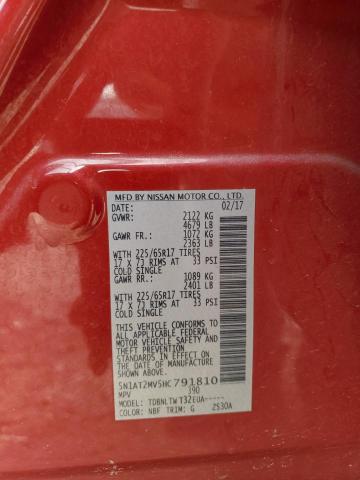 MFD BY NISSAN MOTOR CO., LTD.
DATE: 02/17
GVWR: 2122 KG
4679 LB
GAWR FR.: 1072 KG
2363 LB
WITH 225/65R17 TIRES
17 X 7J RIMS AT 33 PSI
COLD SINGLE
GAWR RR.: 1089 KG
2401 LB
WITH 225/65R17 TIRES
17 X 7J RIMS AT 33 PSI
COLD SINGLE
THIS VEHICLE CONFORMS TO ALL
APPLICABLE U.S. FEDERAL MOTOR
VEHICLE SAFETY AND THEFT PREVENTION
STANDARDS IN EFFECT ON THE
DATE OF MANUFACTURE
5N1AT2MV5HC791810
MPV 390
MODEL: TDBNLTW T32EUA-----
COLOR: NBF TRIM: G 2530A